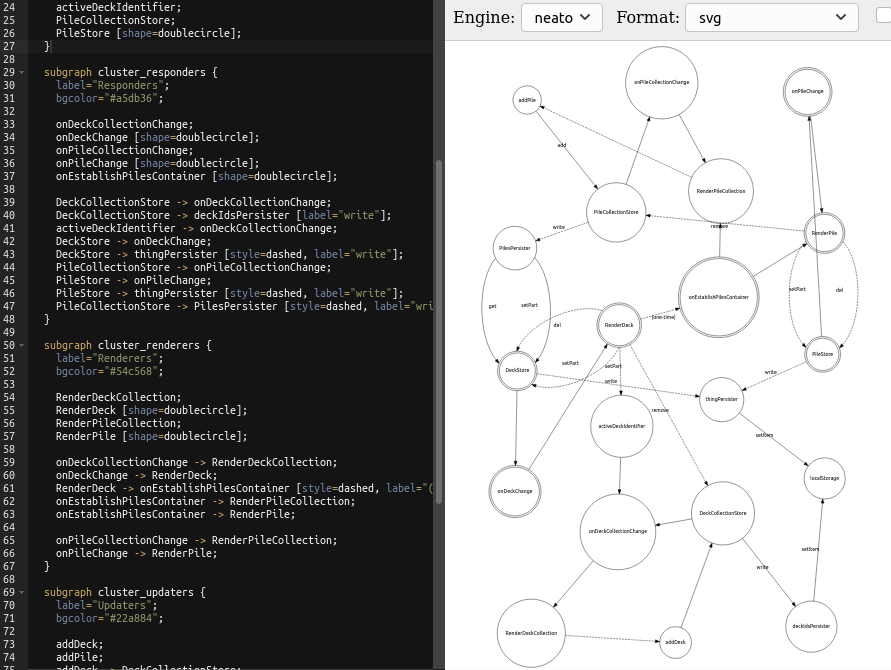 24 activeDeckIdentifier;
25 PileCollectionStore;
26 PileStore [shape=doublecircle];
27 }
28
29 subgraph cluster_responders {
30 label="Responders";
31 bgcolor="#a5db36";
32
33 onDeckCollectionChange;
34 onDeckChange [shape=doublecircle];
35 onPileCollectionChange;
36 onPileChange [shape=doublecircle];
37 onEstablishPilesContainer [shape=doublecircle];
38
39 DeckCollectionStore -> onDeckCollectionChange;
40 DeckCollectionStore -> deckIdsPersister [label="write"];
41 activeDeckIdentifier -> onDeckCollectionChange;
42 DeckStore -> onDeckChange;
43 DeckStore -> thingPersister [style=dashed, label="write"];
44 PileCollectionStore -> onPileCollectionChange;
45 PileStore -> onPileChange;
46 PileStore -> thingPersister [style=dashed, label="write"];
47 PileCollectionStore -> PilesPersister [style=dashed, label="wri
48 }
49
50 subgraph cluster_renderers {
51 label="Renderers";
52 bgcolor="#54c568";
53
54 RenderDeckCollection;
55 RenderDeck [shape=doublecircle];
56 RenderPileCollection;
57 RenderPile [shape=doublecircle];
58
59 onDeckCollectionChange -> RenderDeckCollection;
60 onDeckChange -> RenderDeck;
61 RenderDeck -> onEstablishPilesContainer [style=dashed, label="(
62 onEstablishPilesContainer -> RenderPileCollection;
63 onEstablishPilesContainer -> RenderPile;
64
65 onPileCollectionChange -> RenderPileCollection;
66 onPileChange -> RenderPile;
67 }
68
69 subgraph cluster_updaters {
70 label="Updaters";
71 bgcolor="#22a884";
72
73 addDeck;
74 addPile;
75 addDeck -> DeckCollectionStore;
Engine: neato Format: svg
onPileCollectionChange
onPileChange
addPile
add
RenderPileCollection
PileCollectionStore
remove
write
RenderPile
PilesPersister
onEstablishPilesContainer
setPart
del
get
setPart
(one-time)
del
RenderDeck
PileStore
setPart
setPart
DeckStore
write
write
thingPersister
remove
activeDeckIdentifier
setItem
localStorage
onDeckChange
DeckCollectionStore
onDeckCollectionChange
setItem
write
deckIdsPersister
RenderDeckCollection
addDeck